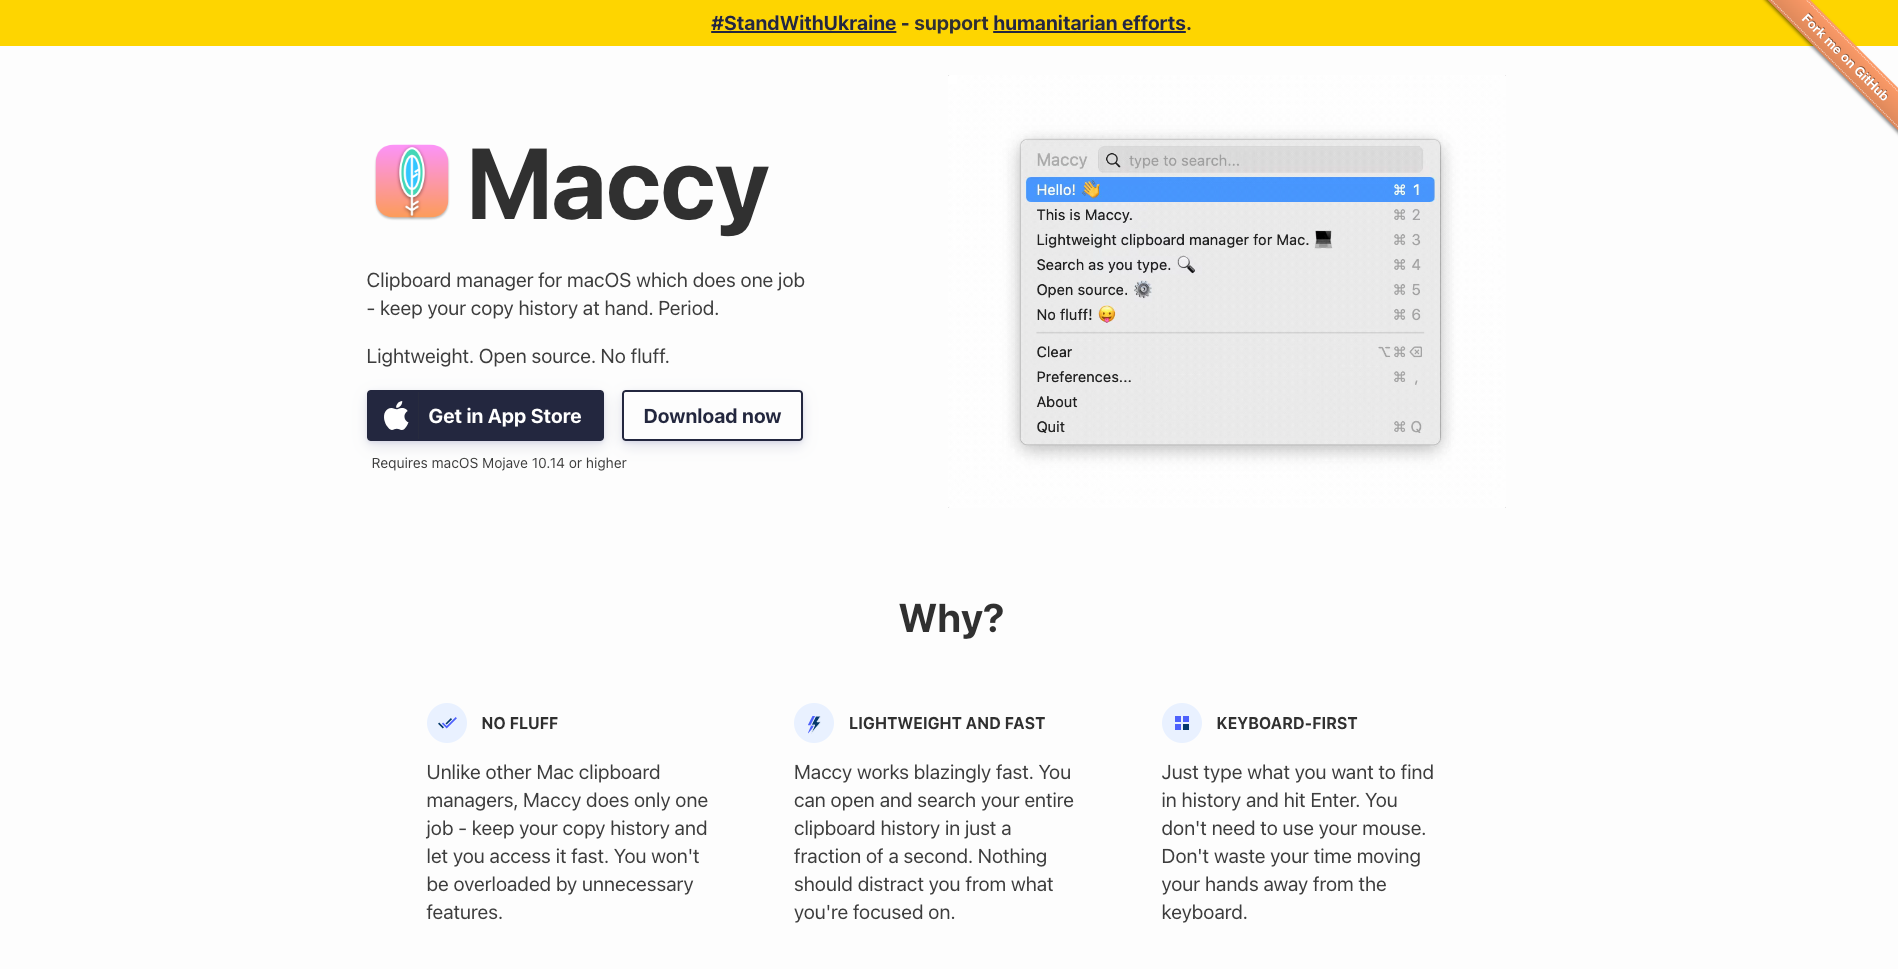 #StandWithUkraine - support humanitarian efforts.
Fork me on GitHub
Maccy
Clipboard manager for macOS which does one job
- keep your copy history at hand. Period.
Lightweight. Open source. No fluff.
Get in App Store
Download now
Requires macOS Mojave 10.14 or higher
Maccy type to search...
Hello! 👋 ⌘ 1
This is Maccy. ⌘ 2
Lightweight clipboard manager for Mac. 💻 ⌘ 3
Search as you type. 🔍 ⌘ 4
Open source. ⚙️ ⌘ 5
No fluff! 😛 ⌘ 6
Clear ⌥⌘⌫
Preferences... ⌘ ,
About
Quit ⌘ Q
Why?
NO FLUFF
Unlike other Mac clipboard
managers, Maccy does only one
job - keep your copy history and
let you access it fast. You won't
be overloaded by unnecessary
features.
LIGHTWEIGHT AND FAST
Maccy works blazingly fast. You
can open and search your entire
clipboard history in just a
fraction of a second. Nothing
should distract you from what
you're focused on.
KEYBOARD-FIRST
Just type what you want to find
in history and hit Enter. You
don't need to use your mouse.
Don't waste your time moving
your hands away from the
keyboard.